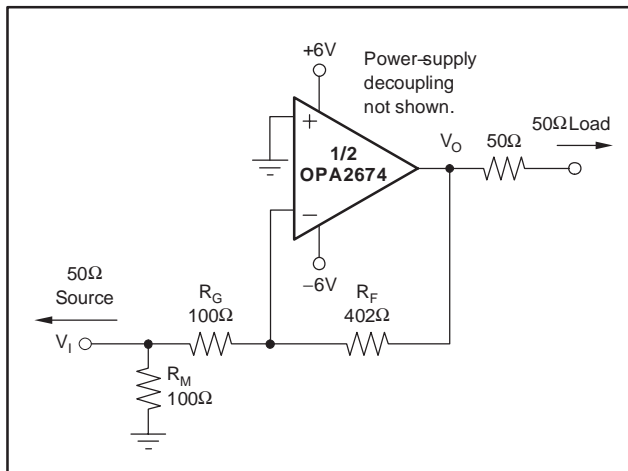 +6V
Power-supply
decoupling
not shown.
+
1/2
OPA2674
−
VO
50Ω
50Ω Load
−6V
50Ω
Source
VI
RG
100Ω
RF
402Ω
RM
100Ω